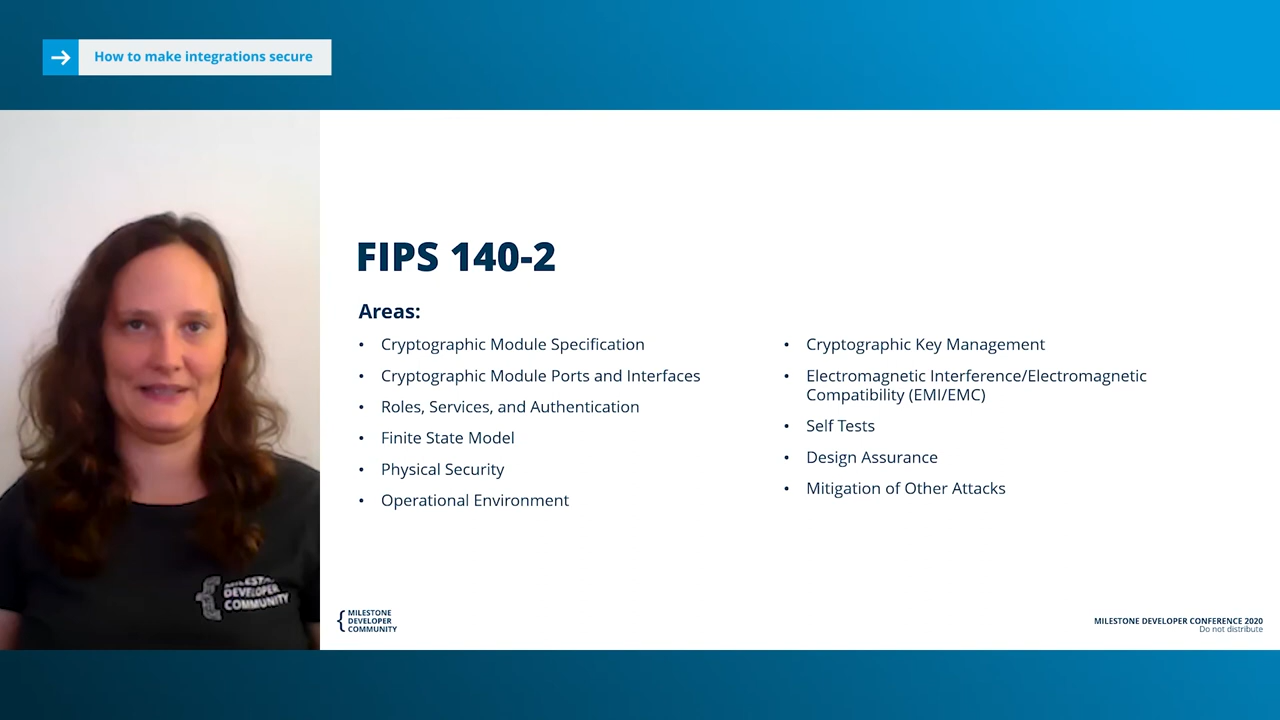 How to make integrations secure
FIPS 140-2
Areas:
• Cryptographic Module Specification
• Cryptographic Module Ports and Interfaces
• Roles, Services, and Authentication
• Finite State Model
• Physical Security
• Operational Environment
• Cryptographic Key Management
• Electromagnetic Interference/Electromagnetic
Compatibility (EMI/EMC)
• Self Tests
• Design Assurance
• Mitigation of Other Attacks
MILESTONE
DEVELOPER
COMMUNITY
MILESTONE
DEVELOPER
COMMUNITY
MILESTONE DEVELOPER CONFERENCE 2020
Do not distribute